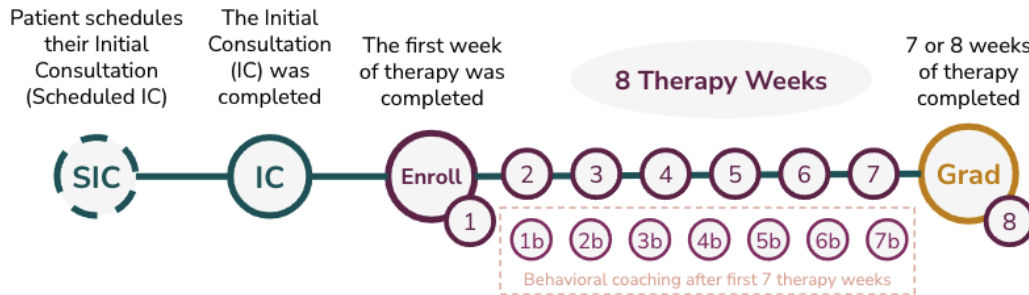 Patient schedules
their Initial
Consultation
(Scheduled IC)
The Initial
Consultation
(IC) was
completed
The first week
of therapy was
completed
8 Therapy Weeks
7 or 8 weeks
of therapy
completed
SIC
IC
Enroll
1
2
3
4
5
6
7
Grad
8
1b
2b
3b
4b
5b
6b
7b
Behavioral coaching after first 7 therapy weeks